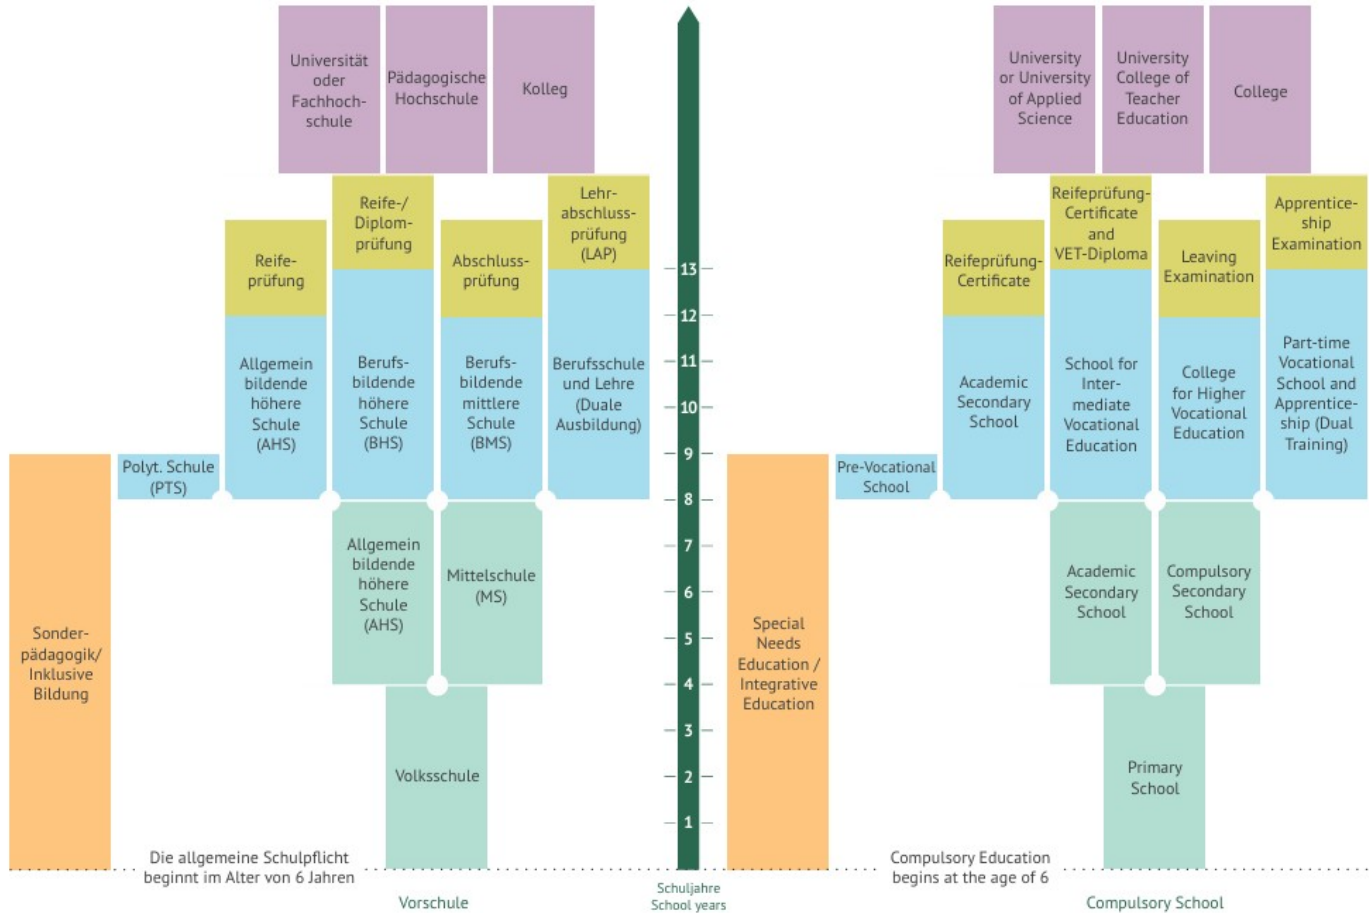 Universität
oder
Fachhoch-
schule
Pädagogische
Hochschule
Kolleg
Reife-
prüfung
Reife-/
Diplom-
prüfung
Abschluss-
prüfung
Lehr-
abschluss-
prüfung
(LAP)
Polyt. Schule
(PTS)
Allgemein
bildende
höhere
Schule
(AHS)
Berufs-
bildende
höhere
Schule
(BHS)
Berufs-
bildende
mittlere
Schule
(BMS)
Berufsschule
und Lehre
(Duale
Ausbildung)
Allgemein
bildende
höhere
Schule
(AHS)
Mittelschule
(MS)
Sonder-
pädagogik/
Inklusive
Bildung
Volksschule
Die allgemeine Schulpflicht
beginnt im Alter von 6 Jahren
Vorschule
13
12
11
10
9
8
7
6
5
4
3
2
1
Schuljahre
School years
University
or University
of Applied
Science
University
College of
Teacher
Education
College
Reifeprüfung-
Certificate
Reifeprüfung-
Certificate
and
VET-Diploma
Leaving
Examination
Apprentice-
ship
Examination
Pre-Vocational
School
Academic
Secondary
School
School for
Inter-
mediate
Vocational
Education
College
for Higher
Vocational
Education
Part-time
Vocational
School and
Apprentice-
ship (Dual
Training)
Academic
Secondary
School
Compulsory
Secondary
School
Special
Needs
Education /
Integrative
Education
Primary
School
Compulsory Education
begins at the age of 6
Compulsory School